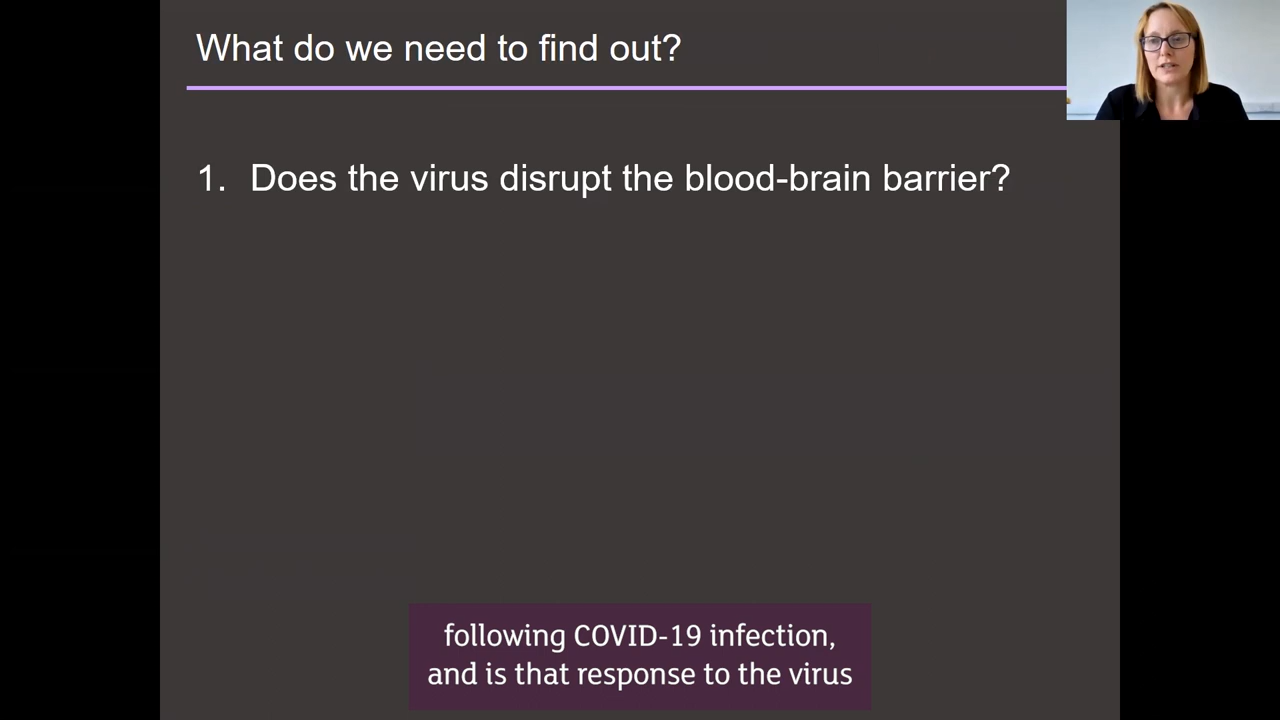 What do we need to find out?
1. Does the virus disrupt the blood-brain barrier?
following COVID-19 infection,
and is that response to the virus